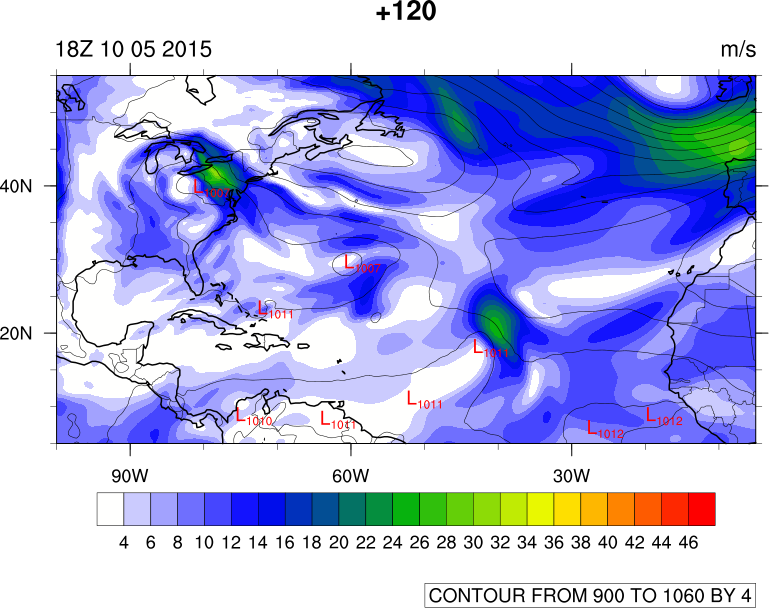 +120
18Z 10 05 2015 m/s
40N
L1007
L1007
L1011
20N
L1011
L1011
L1010 L1011 L1012
L1012
90W 60W 30W
4 6 8 10 12 14 16 18 20 22 24 26 28 30 32 34 36 38 40 42 44 46
CONTOUR FROM 900 TO 1060 BY 4